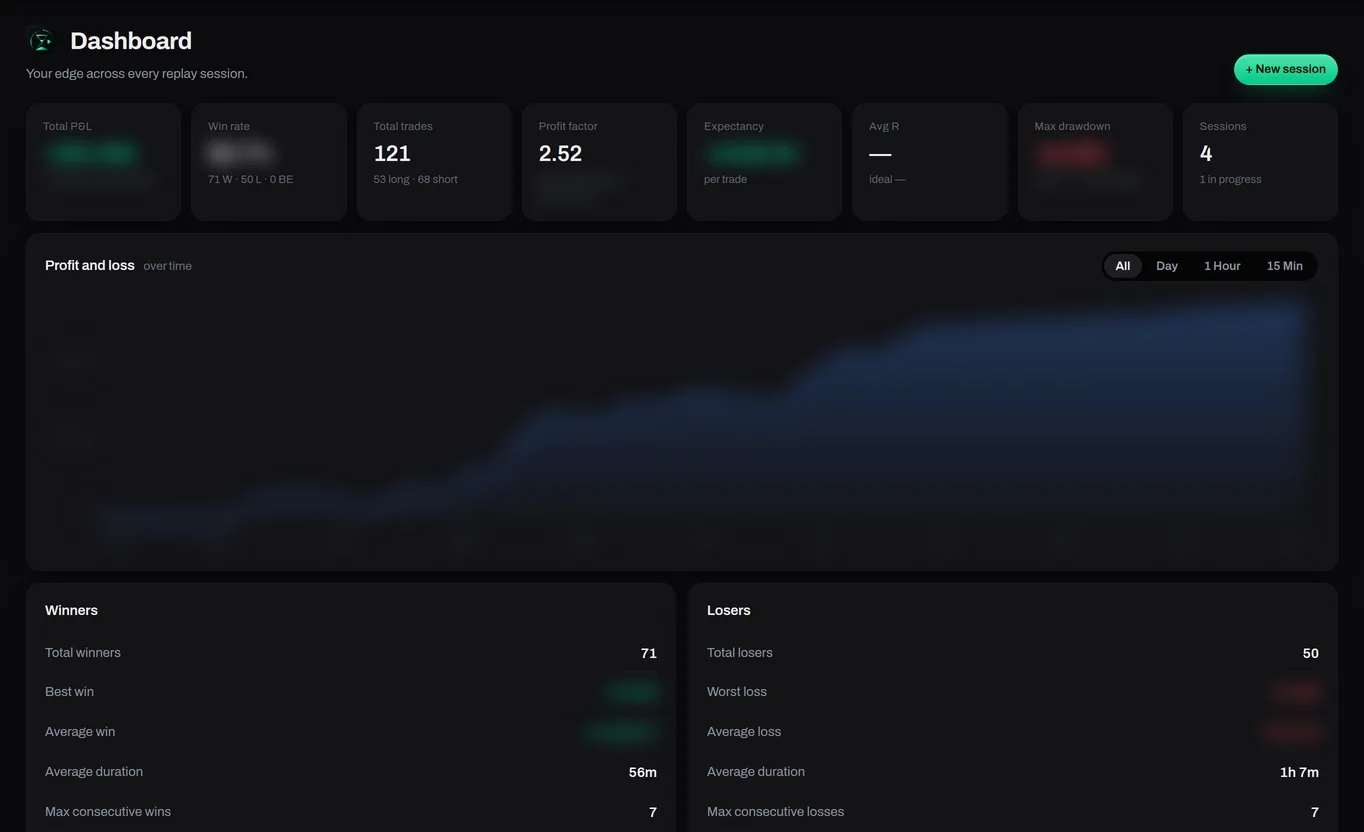 Dashboard
Your edge across every replay session.
+ New session
Total P&L
Win rate
71 W · 50 L · 0 BE
Total trades
121
53 long · 68 short
Profit factor
2.52
Expectancy
per trade
Avg R
—
ideal —
Max drawdown
Sessions
4
1 in progress
Profit and loss over time
All Day 1 Hour 15 Min
Winners
Total winners 71
Best win
Average win
Average duration 56m
Max consecutive wins 7
Losers
Total losers 50
Worst loss
Average loss
Average duration 1h 7m
Max consecutive losses 7